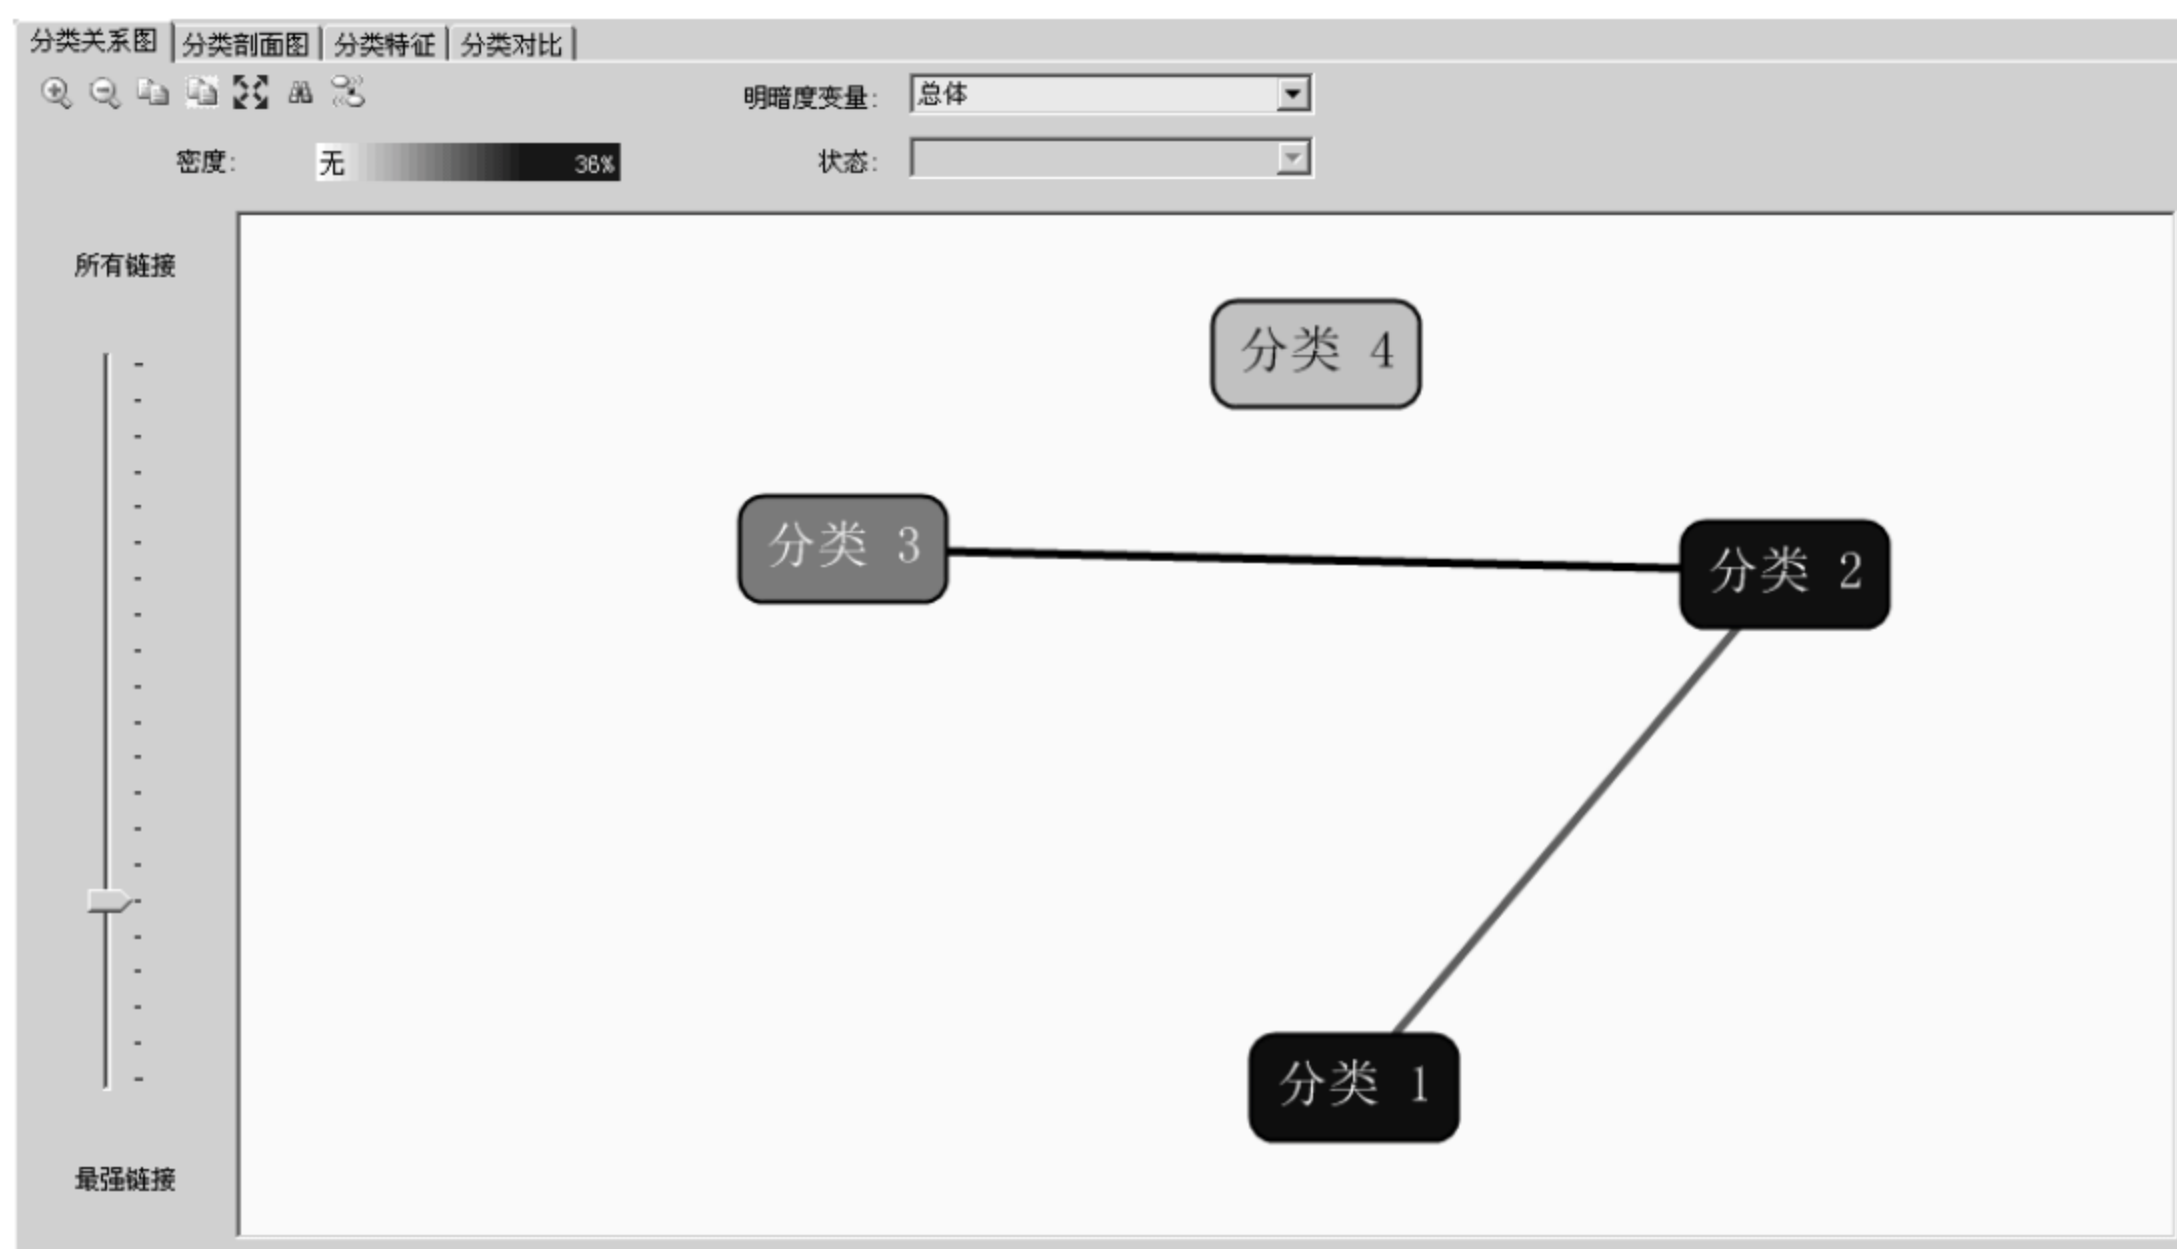 分类关系图 分类剖面图 分类特征 分类对比
明暗度变量: 总体
密度: 无 36% 状态:
所有链接
分类 4
分类 3
分类 2
分类 1
最强链接